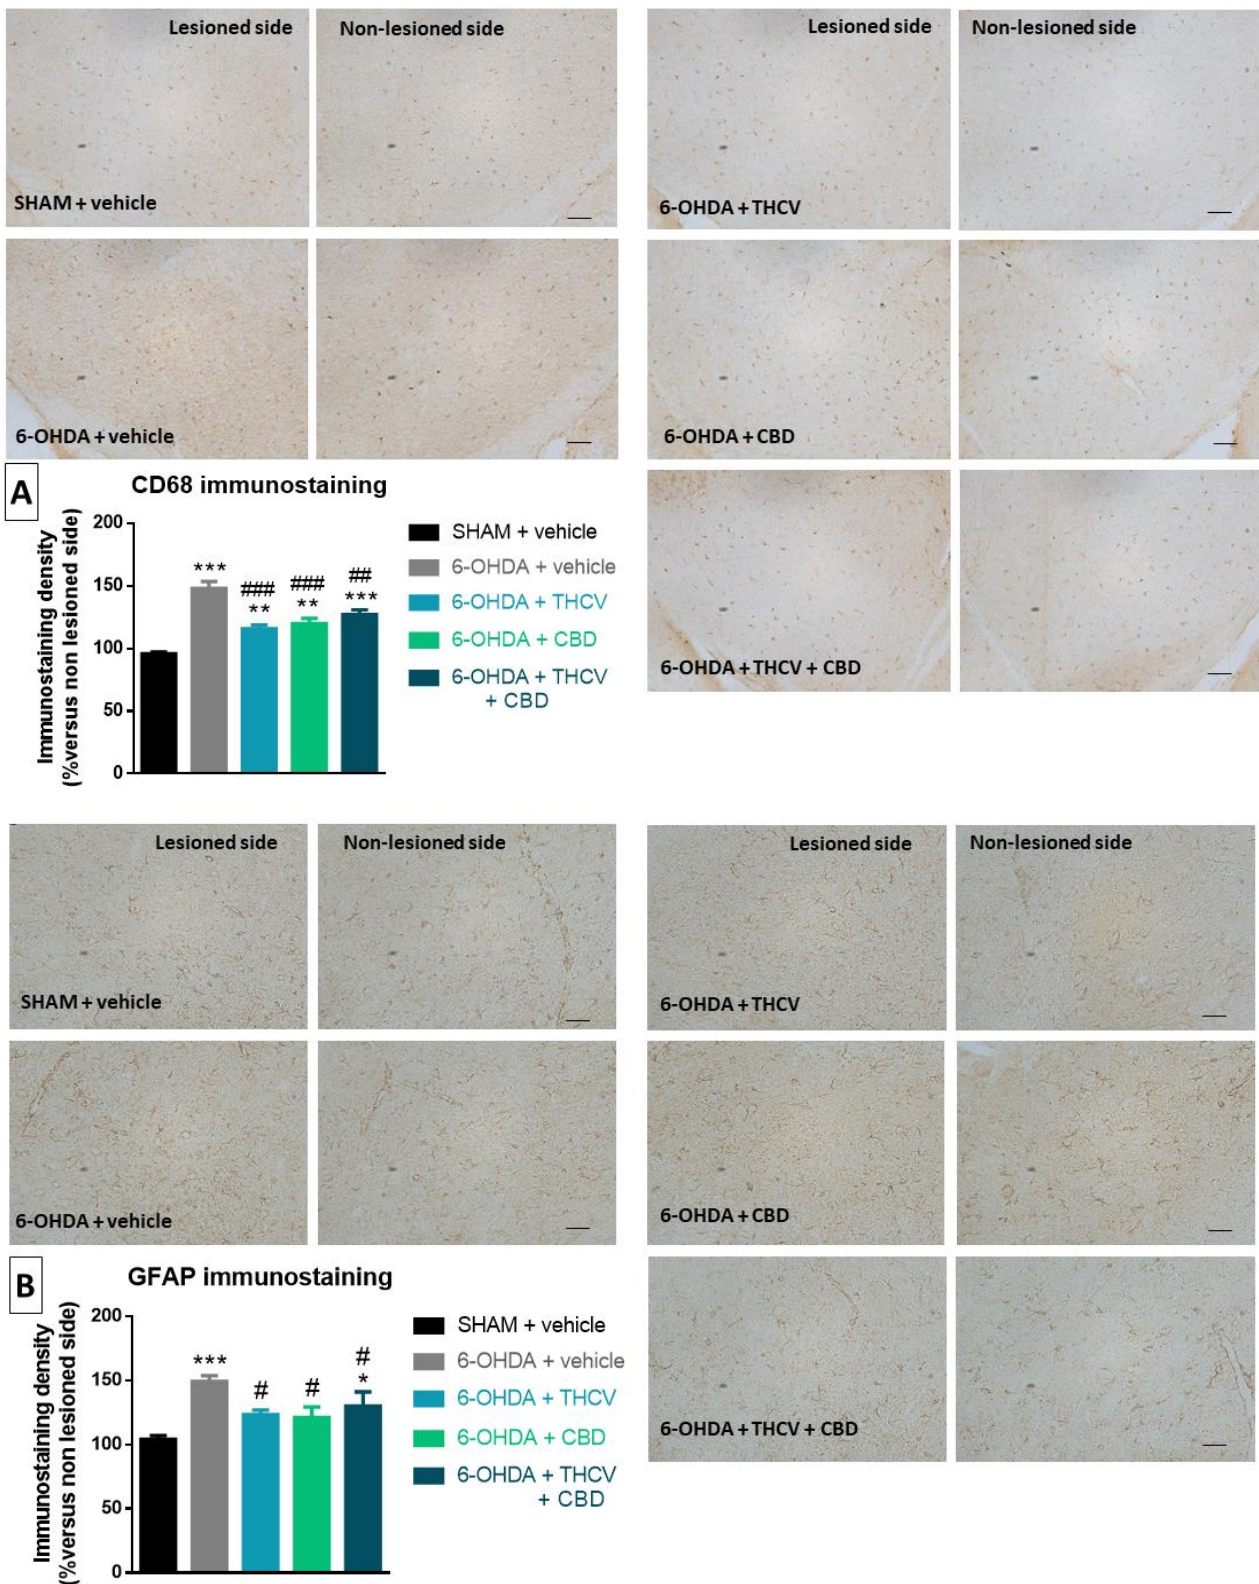 Lesioned side
Non-lesioned side
SHAM + vehicle
6-OHDA + vehicle
Lesioned side
Non-lesioned side
6-OHDA + THCV
6-OHDA + CBD
6-OHDA + THCV + CBD
A
CD68 immunostaining
Immunostaining density
(%versus non lesioned side)
200
150
100
50
0
***
###
**
###
**
##
***
SHAM + vehicle
6-OHDA + vehicle
6-OHDA + THCV
6-OHDA + CBD
6-OHDA + THCV
+ CBD
Lesioned side
Non-lesioned side
SHAM + vehicle
6-OHDA + vehicle
Lesioned side
Non-lesioned side
6-OHDA + THCV
6-OHDA + CBD
6-OHDA + THCV + CBD
B
GFAP immunostaining
Immunostaining density
(%versus non lesioned side)
200
150
100
50
0
***
#
#
#
*
SHAM + vehicle
6-OHDA + vehicle
6-OHDA + THCV
6-OHDA + CBD
6-OHDA + THCV
+ CBD